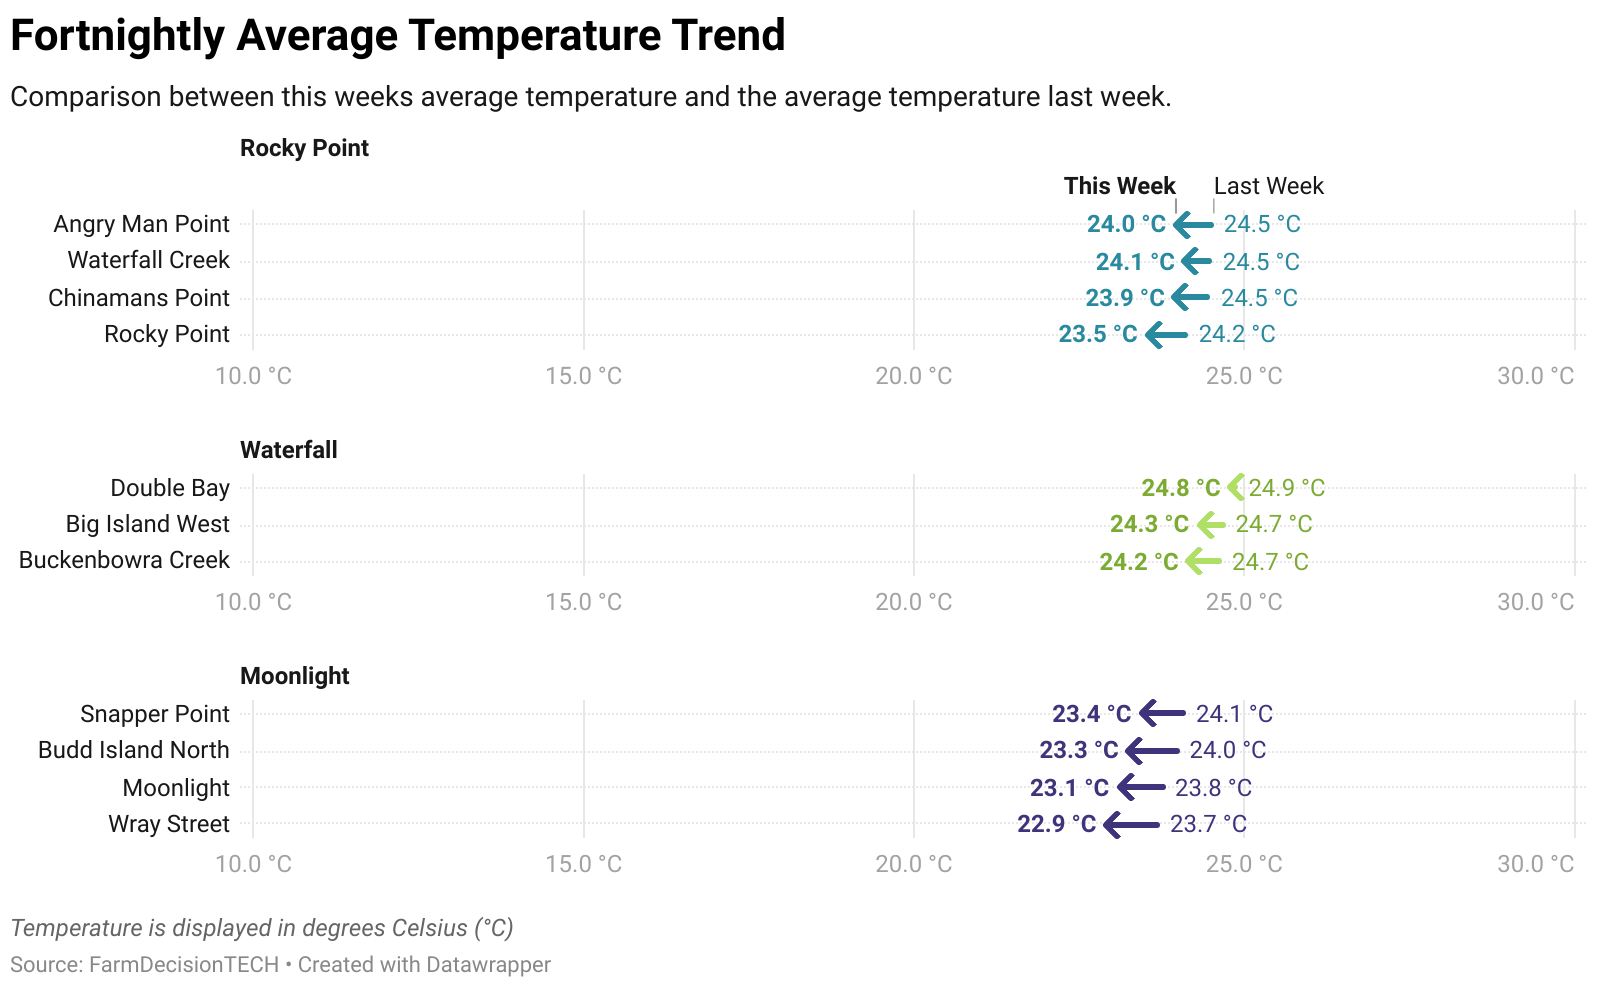 Fortnightly Average Temperature Trend
Comparison between this weeks average temperature and the average temperature last week.
Rocky Point
This Week Last Week
Angry Man Point 24.0 °C 24.5 °C
Waterfall Creek 24.1 °C 24.5 °C
Chinamans Point 23.9 °C 24.5 °C
Rocky Point 23.5 °C 24.2 °C
10.0 °C 15.0 °C 20.0 °C 25.0 °C 30.0 °C
Waterfall
Double Bay 24.8 °C 24.9 °C
Big Island West 24.3 °C 24.7 °C
Buckenbowra Creek 24.2 °C 24.7 °C
10.0 °C 15.0 °C 20.0 °C 25.0 °C 30.0 °C
Moonlight
Snapper Point 23.4 °C 24.1 °C
Budd Island North 23.3 °C 24.0 °C
Moonlight 23.1 °C 23.8 °C
Wray Street 22.9 °C 23.7 °C
10.0 °C 15.0 °C 20.0 °C 25.0 °C 30.0 °C
Temperature is displayed in degrees Celsius (°C)
Source: FarmDecisionTECH • Created with Datawrapper